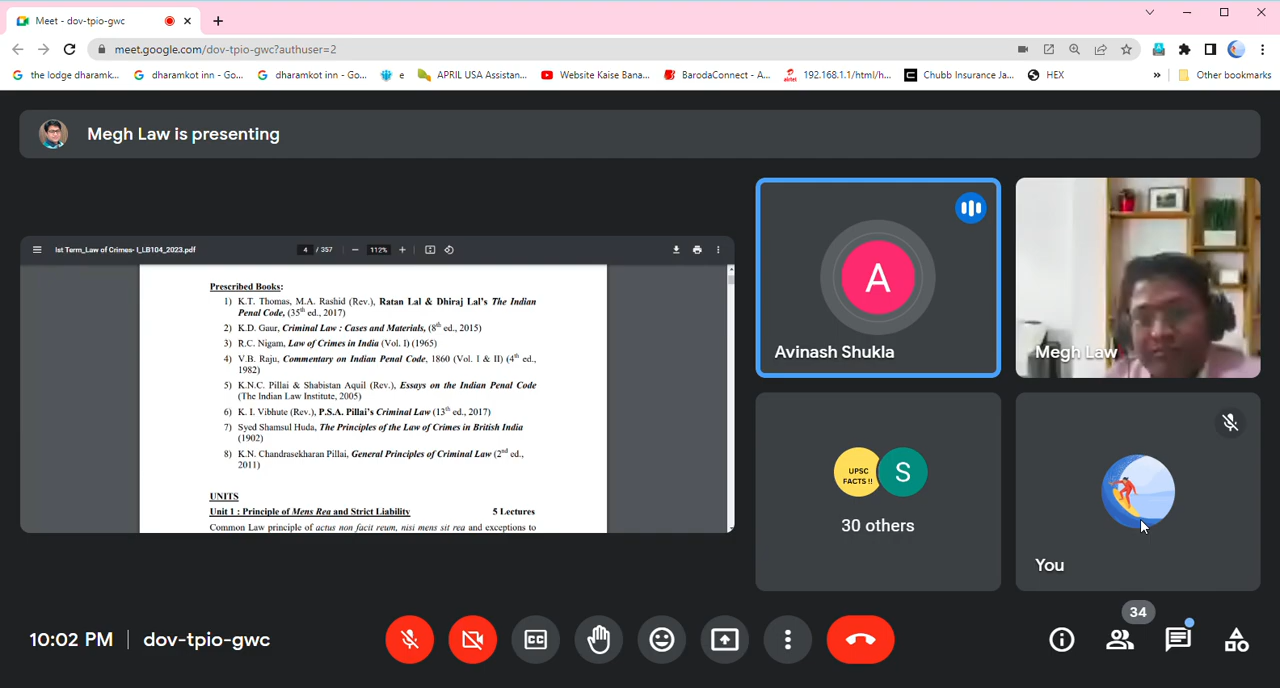 Meet - dov-tpio-gwc
meet.google.com/dov-tpio-gwc?authuser=2
the lodge dharamk...
dharamkot inn - Go...
dharamkot inn - Go...
e
APRIL USA Assistan...
Website Kaise Bana...
BarodaConnect - A...
airtel
192.168.1.1/html/h...
Chubb Insurance Ja...
HEX
»
Other bookmarks
Megh Law is presenting
Ist Term_Law of Crimes- I_LB104_2023.pdf
4 / 357
112%
Prescribed Books:
1) K.T. Thomas, M.A. Rashid (Rev.), Ratan Lal & Dhiraj Lal's The Indian
Penal Code, (35th ed., 2017)
2) K.D. Gaur, Criminal Law : Cases and Materials, (8th ed., 2015)
3) R.C. Nigam, Law of Crimes in India (Vol. I) (1965)
4) V.B. Raju, Commentary on Indian Penal Code, 1860 (Vol. I & II) (4th ed.,
1982)
5) K.N.C. Pillai & Shabistan Aquil (Rev.), Essays on the Indian Penal Code
(The Indian Law Institute, 2005)
6) K. I. Vibhute (Rev.), P.S.A. Pillai's Criminal Law (13th ed., 2017)
7) Syed Shamsul Huda, The Principles of the Law of Crimes in British India
(1902)
8) K.N. Chandrasekharan Pillai, General Principles of Criminal Law (2nd ed.,
2011)
UNITS
Unit 1 : Principle of Mens Rea and Strict Liability 5 Lectures
Common Law principle of actus non facit reum, nisi mens sit rea and exceptions to
A
Avinash Shukla
Megh Law
UPSC
FACTS !!
S
30 others
You
10:02 PM
dov-tpio-gwc
CC
34